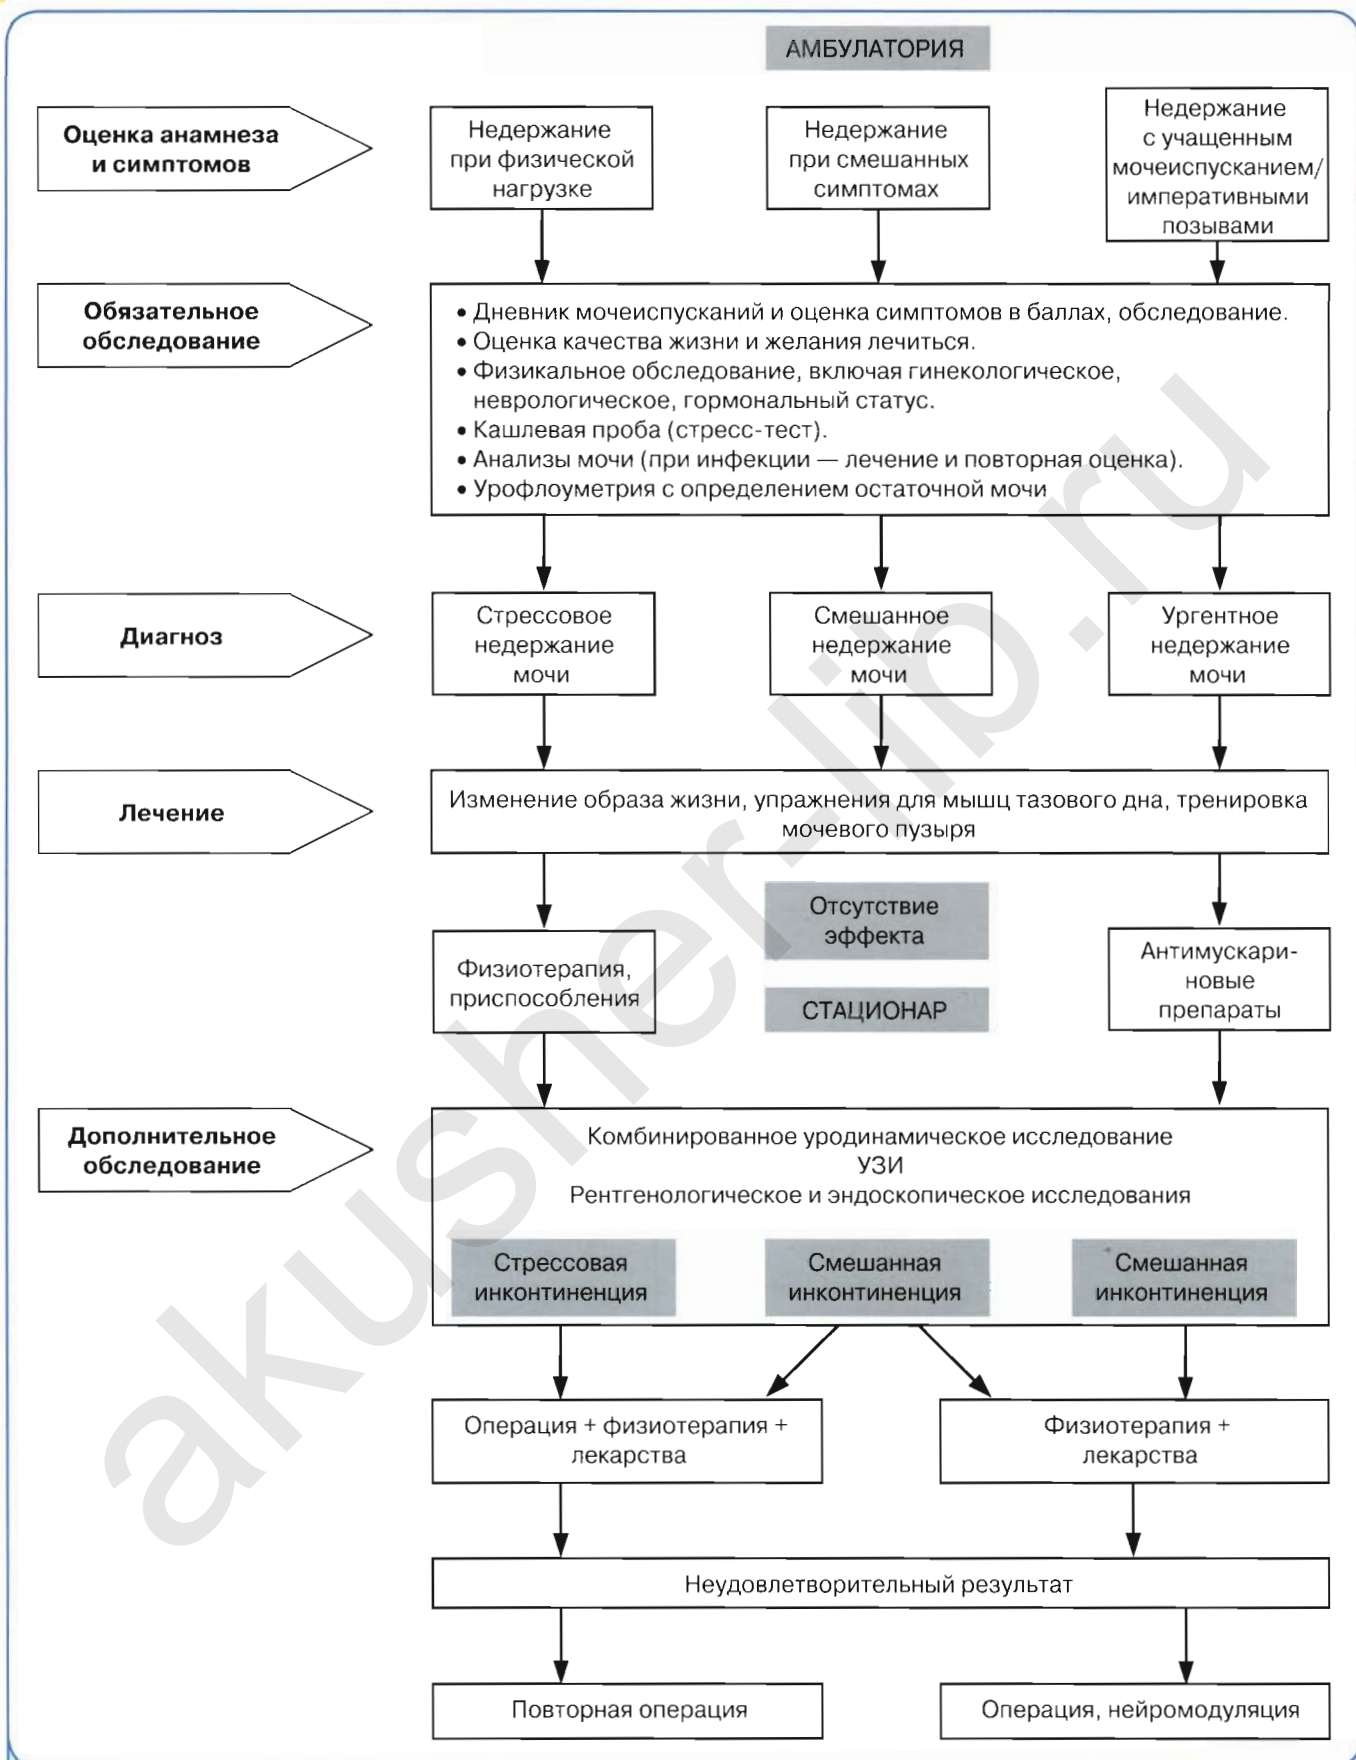 АМБУЛАТОРИЯ
Оценка анамнеза
и симптомов
Недержание
при физической
нагрузке
Недержание
при смешанных
симптомах
Недержание
с учащенным
мочеиспусканием/
императивными
позывами
Обязательное
обследование
• Дневник мочеиспусканий и оценка симптомов в баллах, обследование.
• Оценка качества жизни и желания лечиться.
• Физикальное обследование, включая гинекологическое,
неврологическое, гормональный статус.
• Кашлевая проба (стресс-тест).
• Анализы мочи (при инфекции — лечение и повторная оценка).
• Урофлоуметрия с определением остаточной мочи
Диагноз
Стрессовое
недержание
мочи
Смешанное
недержание
мочи
Ургентное
недержание
мочи
Лечение
Изменение образа жизни, упражнения для мышц тазового дна, тренировка
мочевого пузыря
Физиотерапия,
приспособления
Отсутствие
эффекта
СТАЦИОНАР
Антимускари-
новые
препараты
Дополнительное
обследование
Комбинированное уродинамическое исследование
УЗИ
Рентгенологическое и эндоскопическое исследования
Стрессовая
инконтиненция
Смешанная
инконтиненция
Смешанная
инконтиненция
Операция + физиотерапия +
лекарства
Физиотерапия +
лекарства
Неудовлетворительный результат
Повторная операция
Операция, нейромодуляция
akusher-lib.ru